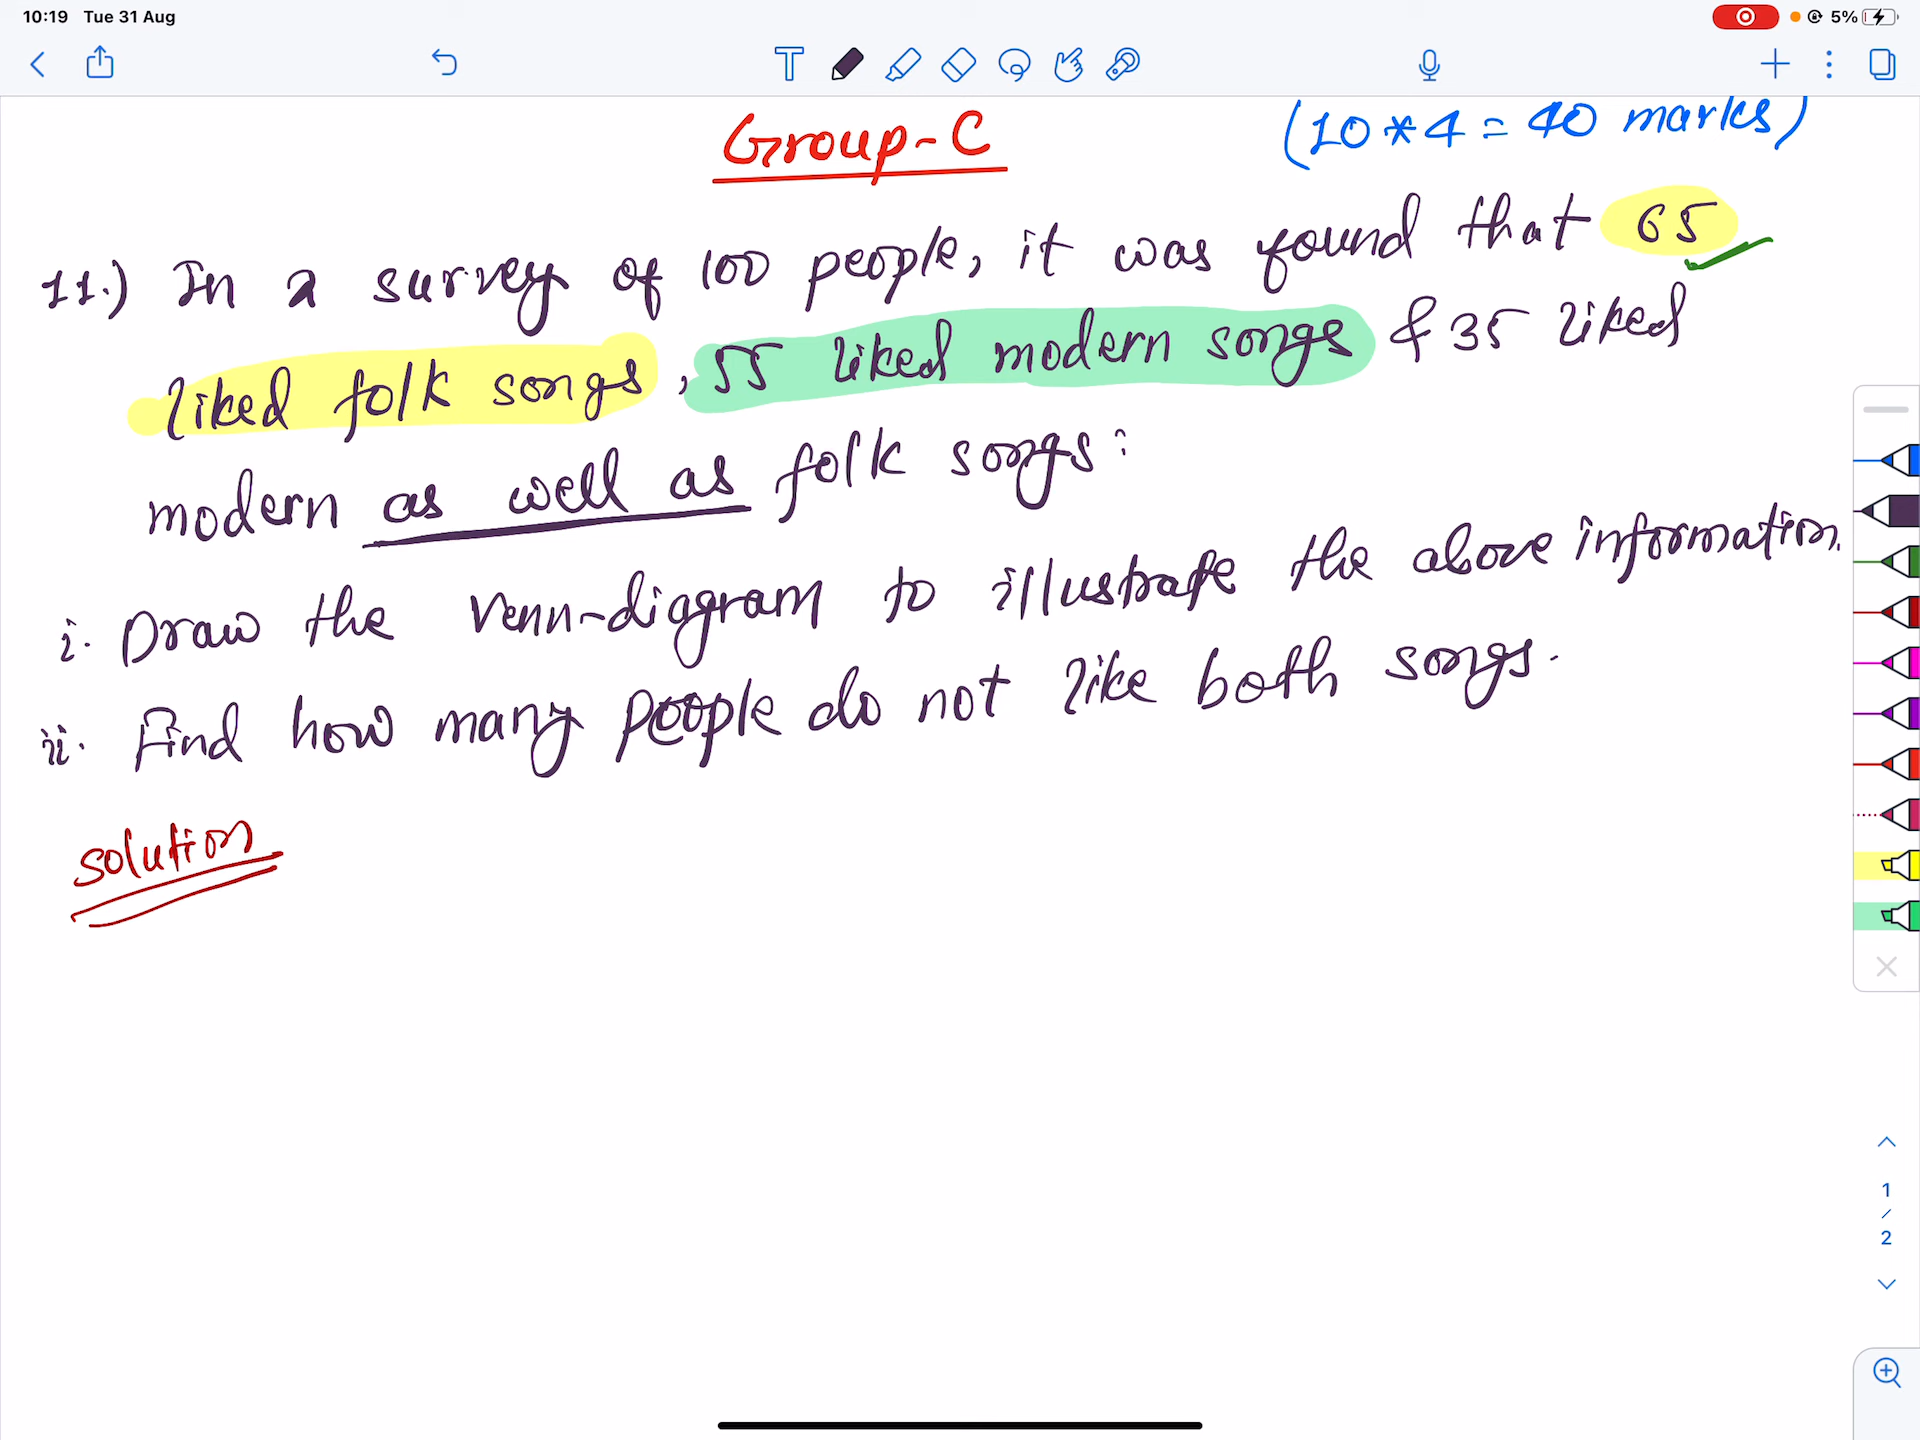 10:19 Tue 31 Aug
5%
Group-C
(10*4 = 40 marks)
11.) In a survey of 100 people, it was found that 65
liked folk songs, 55 liked modern songs & 35 liked
modern as well as folk songs:
i. Draw the Venn-diagram to illustrate the above information.
ii. Find how many people do not like both songs.
solution
1
/
2